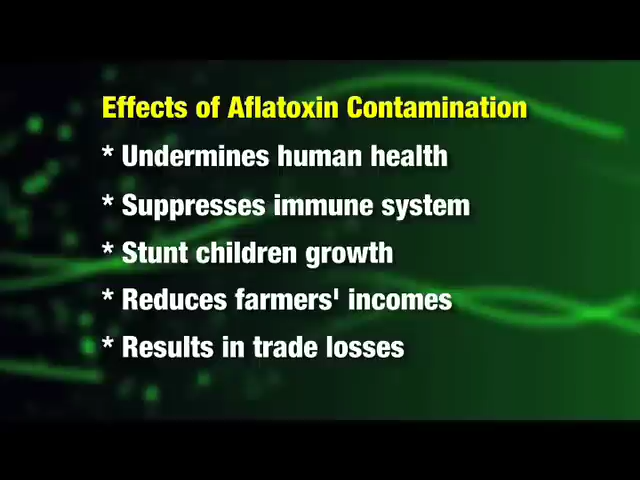 Effects of Aflatoxin Contamination
* Undermines human health
* Suppresses immune system
* Stunt children growth
* Reduces farmers' incomes
* Results in trade losses